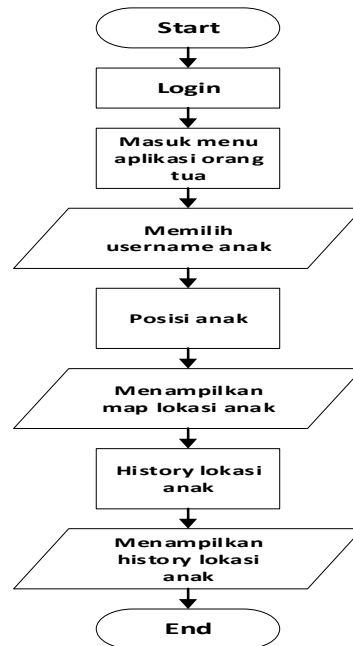 Start
Login
Masuk menu
aplikasi orang
tua
Memilih
username anak
Posisi anak
Menampilkan
map lokasi anak
History lokasi
anak
Menampilkan
history lokasi
anak
End